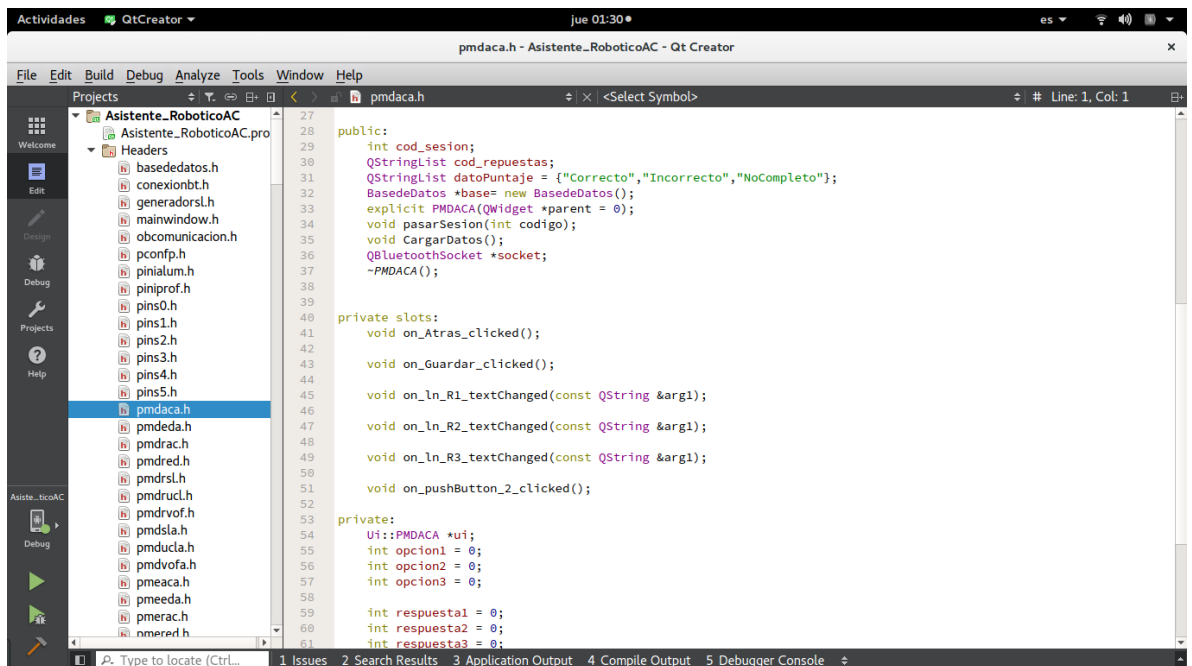 Actividades QtCreator jue 01:30 es
pmdaca.h - Asistente_RoboticoAC - Qt Creator
File Edit Build Debug Analyze Tools Window Help
Projects pmdaca.h <Select Symbol> # Line: 1, Col: 1
Welcome
Edit
Design
Debug
Projects
Help
Asiste...ticoAC
Debug
Asistente_RoboticoAC
Asistente_RoboticoAC.pro
Headers
basededatos.h
conexionbt.h
generadorsl.h
mainwindow.h
obcomunicacion.h
pconfp.h
pinialum.h
piniprof.h
pins0.h
pins1.h
pins2.h
pins3.h
pins4.h
pins5.h
pmdaca.h
pmdeda.h
pmdrac.h
pmdred.h
pmdrsl.h
pmdrucl.h
pmdrvof.h
pmdsla.h
pmducla.h
pmdvofa.h
pmeaca.h
pmeeda.h
pmerac.h
pmered.h
27
28 public:
29 int cod_sesion;
30 QStringList cod_repuestas;
31 QStringList datoPuntaje = {"Correcto","Incorrecto","NoCompleto"};
32 BasedeDatos *base= new BasedeDatos();
33 explicit PMDACA(QWidget *parent = 0);
34 void pasarSesion(int codigo);
35 void CargarDatos();
36 QBluetoothSocket *socket;
37 ~PMDACA();
38
39
40 private slots:
41 void on_Atras_clicked();
42
43 void on_Guardar_clicked();
44
45 void on_ln_R1_textChanged(const QString &arg1);
46
47 void on_ln_R2_textChanged(const QString &arg1);
48
49 void on_ln_R3_textChanged(const QString &arg1);
50
51 void on_pushButton_2_clicked();
52
53 private:
54 Ui::PMDACA *ui;
55 int opcion1 = 0;
56 int opcion2 = 0;
57 int opcion3 = 0;
58
59 int respuesta1 = 0;
60 int respuesta2 = 0;
61 int respuesta3 = 0;
Type to locate (Ctrl... 1 Issues 2 Search Results 3 Application Output 4 Compile Output 5 Debugger Console